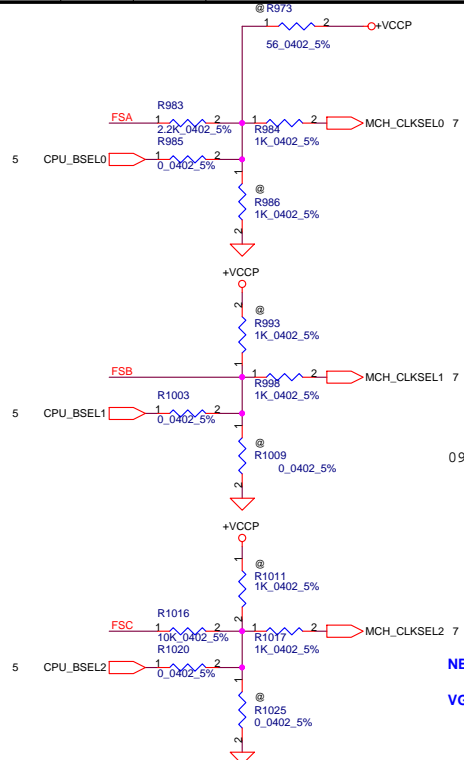 @ R973
1 2 +VCCP
56_0402_5%
R983
FSA 1 2 1 2 MCH_CLKSEL0 7
2.2K_0402_5% R984
R985 1K_0402_5%
5 CPU_BSEL0 1 2
0_0402_5%
1
@
R986
1K_0402_5%
2
+VCCP
2
@
R993
1K_0402_5%
1
FSB 1 2 MCH_CLKSEL1 7
R998
R1003 1K_0402_5%
5 CPU_BSEL1 1 2
0_0402_5%
1
@
R1009
0_0402_5%
2
09
+VCCP
1
@
R1011
1K_0402_5%
2
R1016
FSC 1 2 1 2 MCH_CLKSEL2 7
10K_0402_5% R1017
R1020 1K_0402_5%
5 CPU_BSEL2 1 2
0_0402_5%
NB
1
@
R1025
VG
0_0402_5%
2